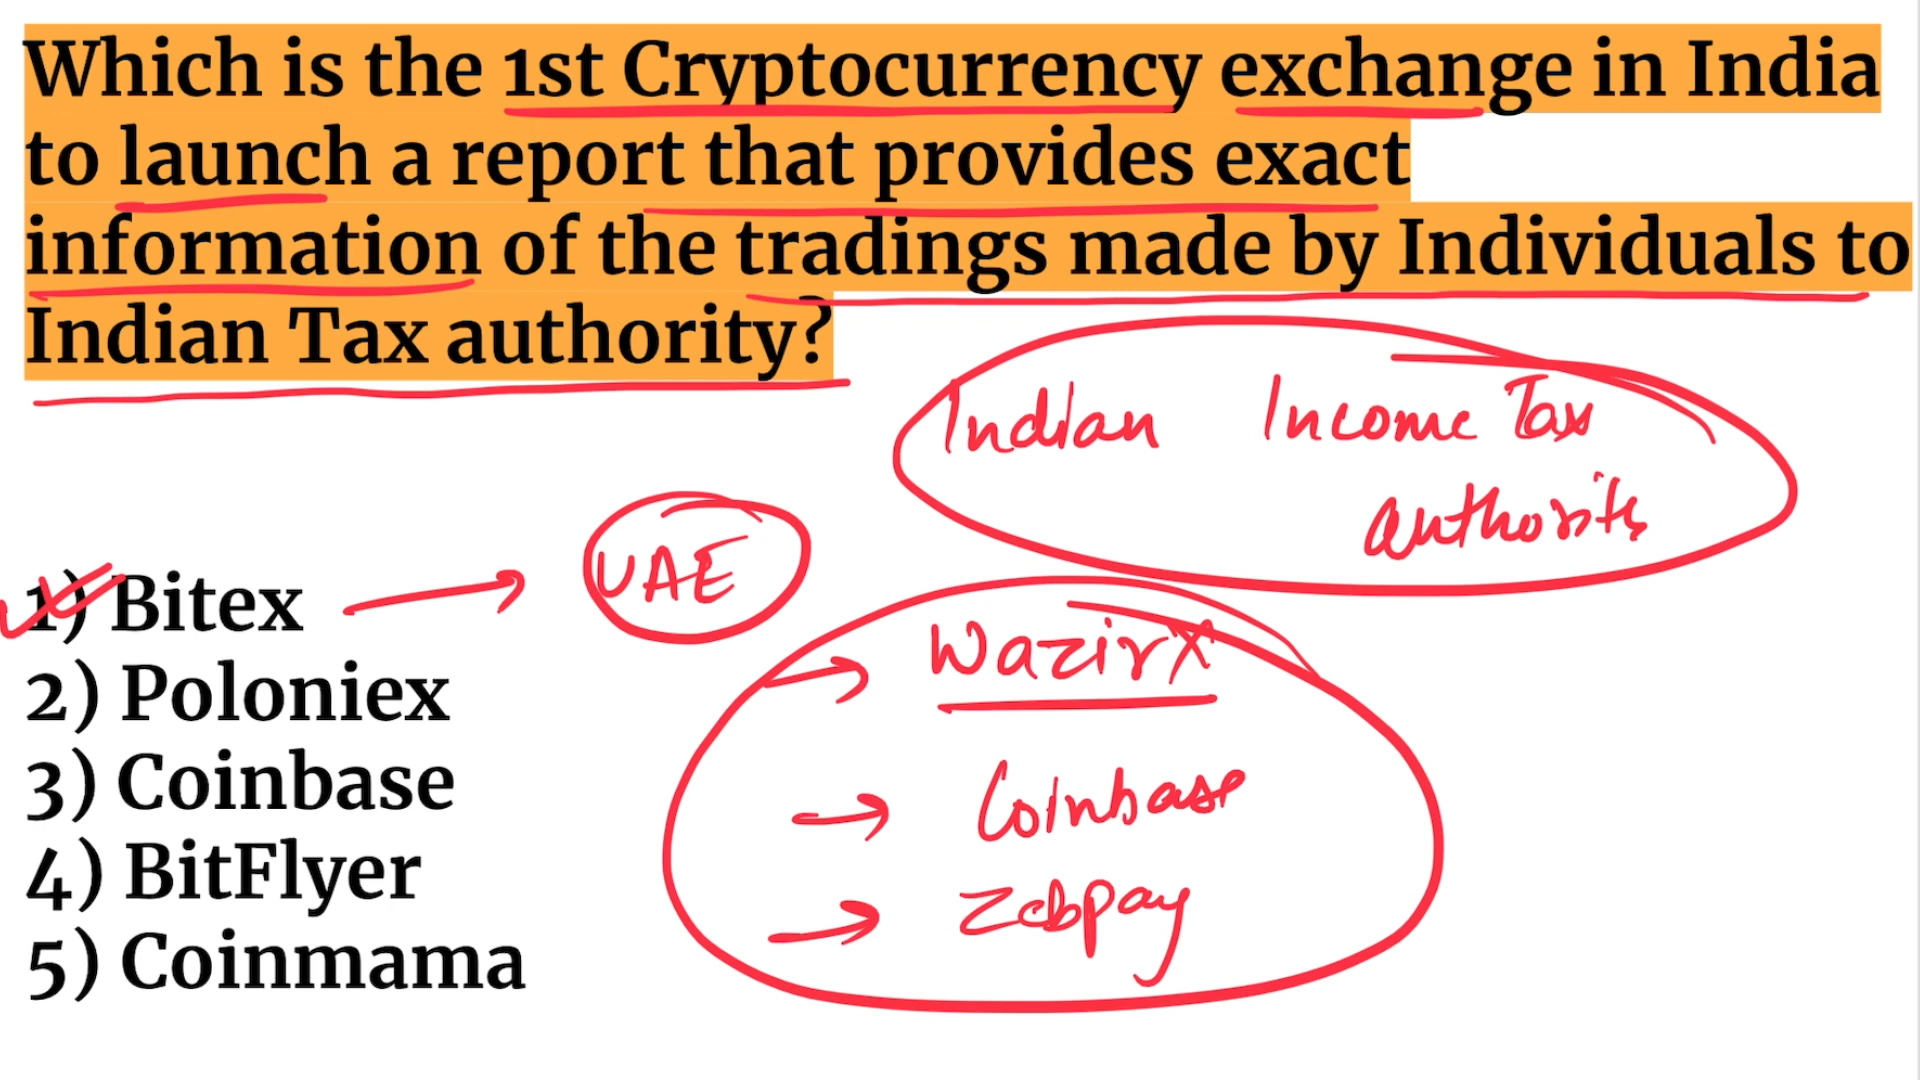 Which is the 1st Cryptocurrency exchange in India
to launch a report that provides exact
information of the tradings made by Individuals to
Indian Tax authority?
Indian Income Tax
authority
1) Bitex
UAE
2) Poloniex
3) Coinbase
4) BitFlyer
5) Coinmama
WazirX
Coinbase
Zebpay